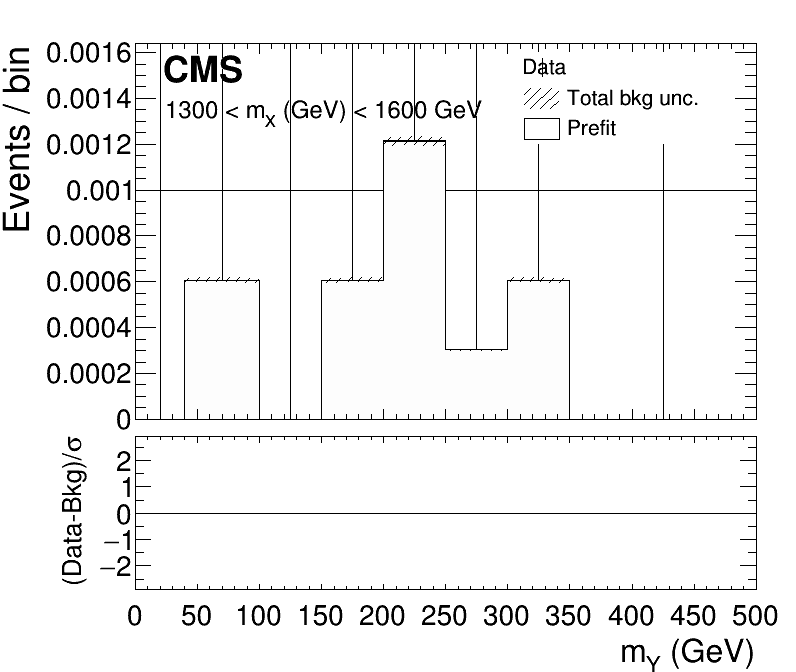 CMS
1300 < mX (GeV) < 1600 GeV
Data
Total bkg unc.
Prefit
Events / bin
0.0016
0.0014
0.0012
0.001
0.0008
0.0006
0.0004
0.0002
0
(Data-Bkg)/σ
2
1
0
−1
−2
0 50 100 150 200 250 300 350 400 450 500
mY (GeV)